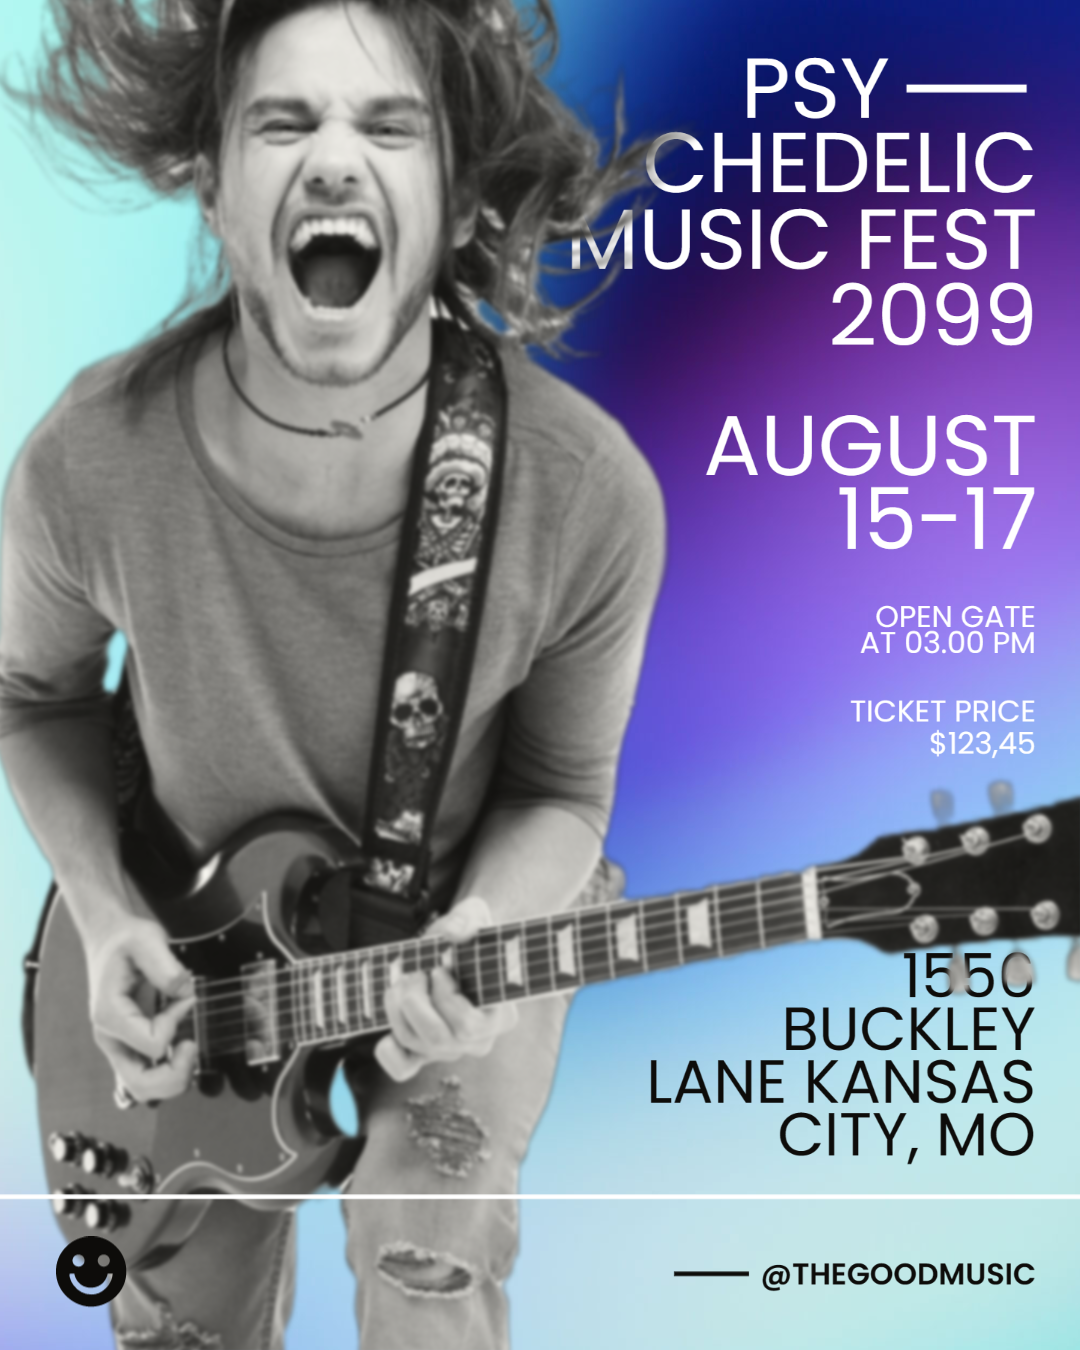 PSY —
CHEDELIC
MUSIC FEST
2099
AUGUST
15-17
OPEN GATE
AT 03.00 PM
TICKET PRICE
$123,45
1550
BUCKLEY
LANE KANSAS
CITY, MO
@THEGOODMUSIC